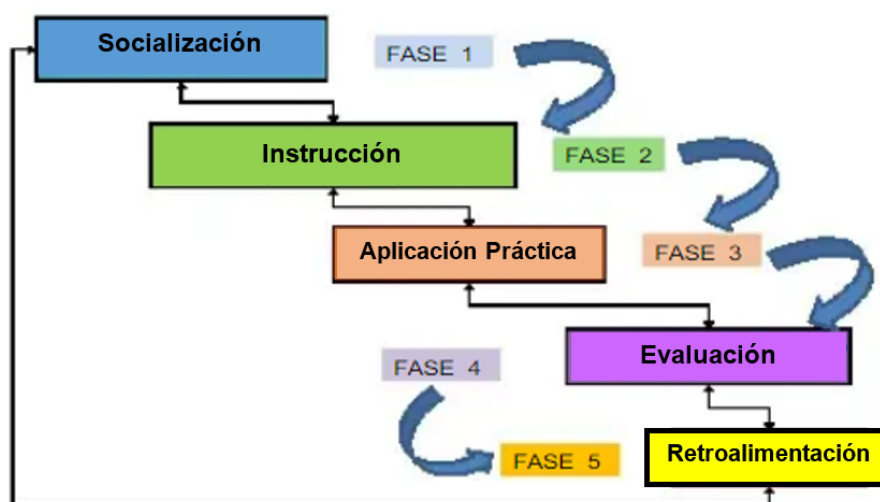 Socialización
FASE 1
Instrucción
FASE 2
Aplicación Práctica
FASE 3
Evaluación
FASE 4
Retroalimentación
FASE 5